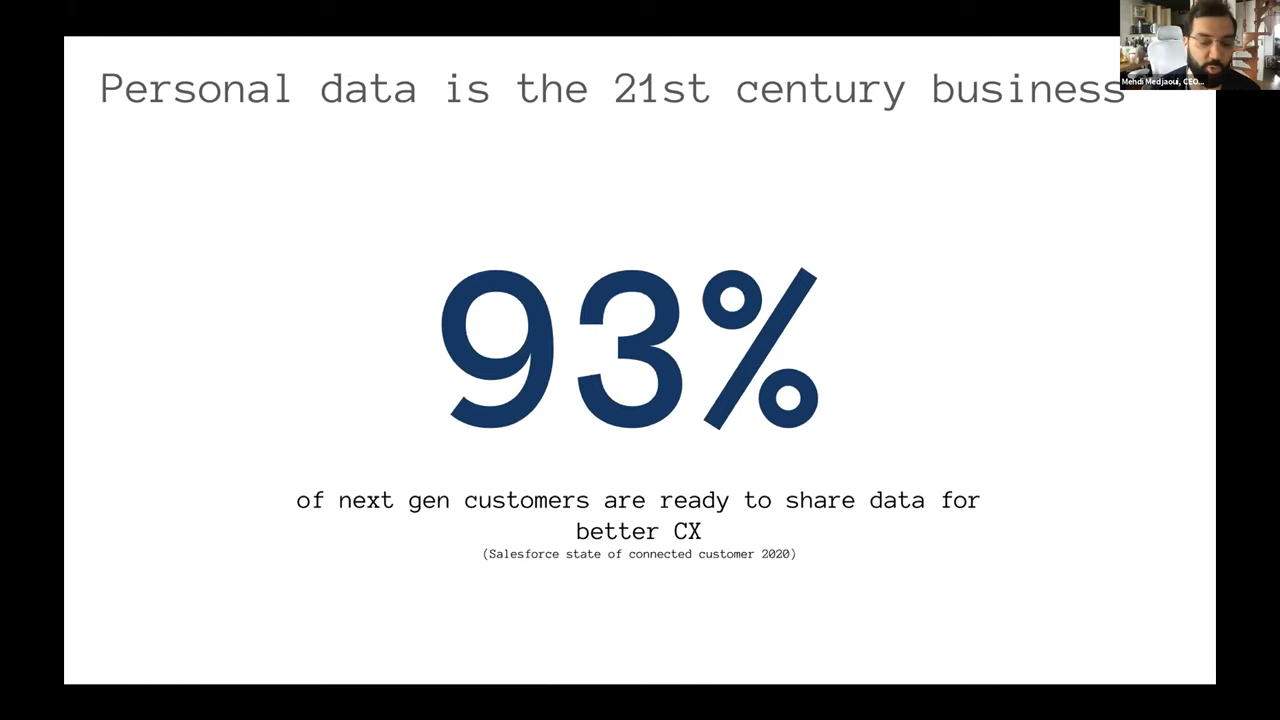 Personal data is the 21st century business
Mehdi Medjaoui, CEO...
93%
of next gen customers are ready to share data for
better CX
(Salesforce state of connected customer 2020)